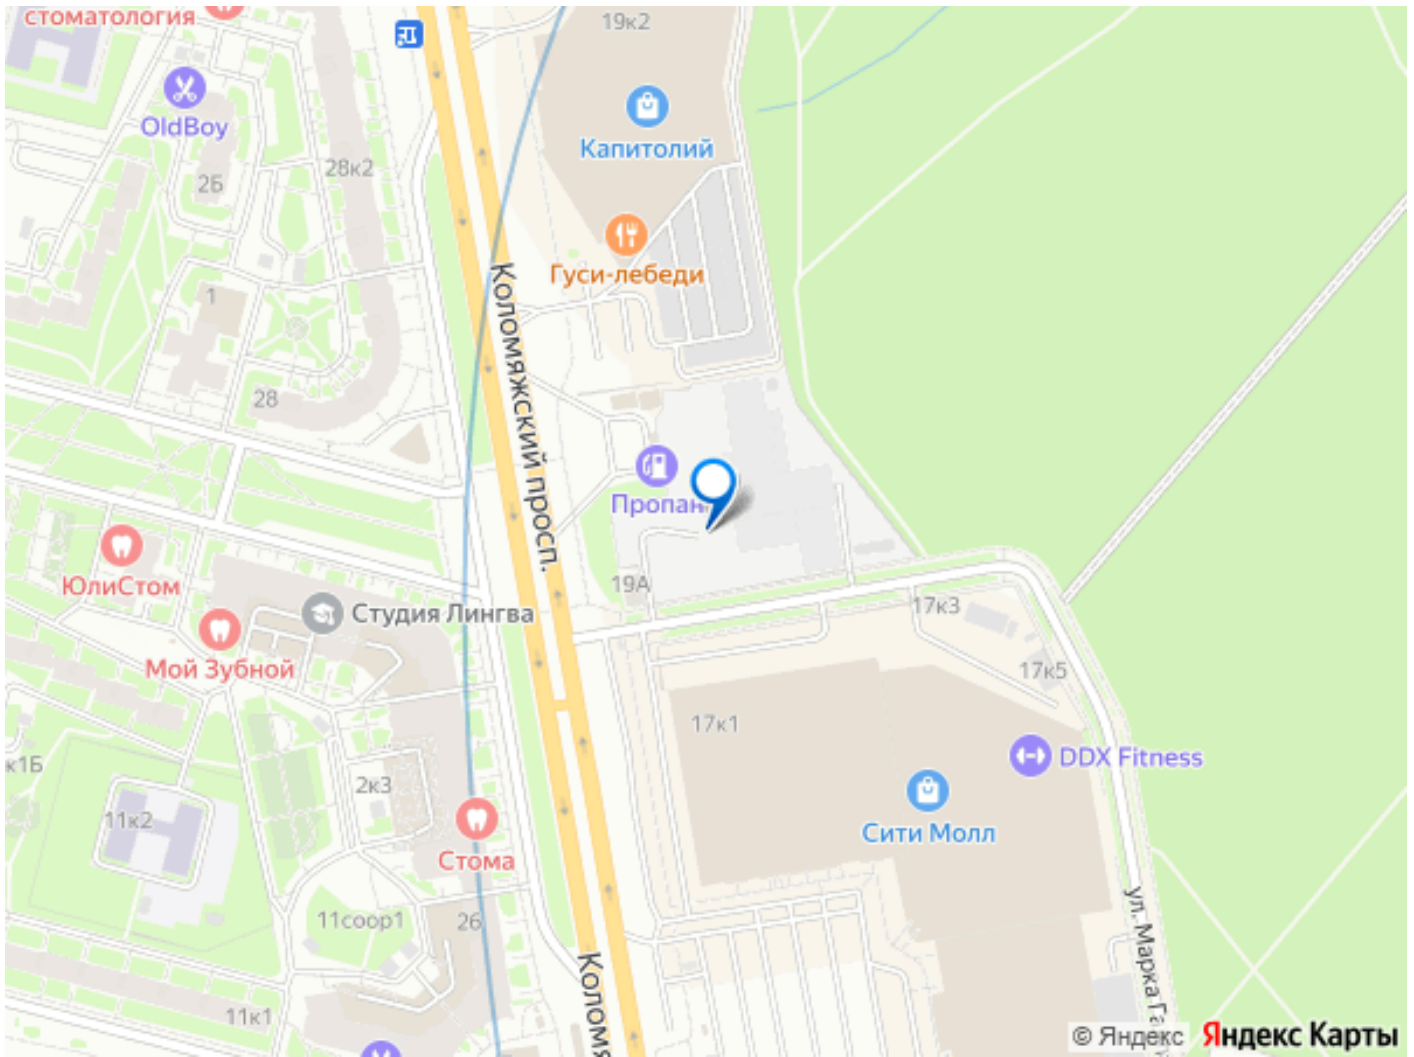 стоматология
19к2
OldBoy
Капитолий
28к2
2Б
Гуси-лебеди
1
Коломяжский просп.
28
Пропан
ЮлиСтом
19А
Студия Лингва
17к3
Мой Зубной
17к5
17к1
к1Б
DDX Fitness
2к3
11к2
Сити Молл
Стома
11соор1
26
ул. Марка Га
Колом
11к1
© Яндекс Яндекс Карты